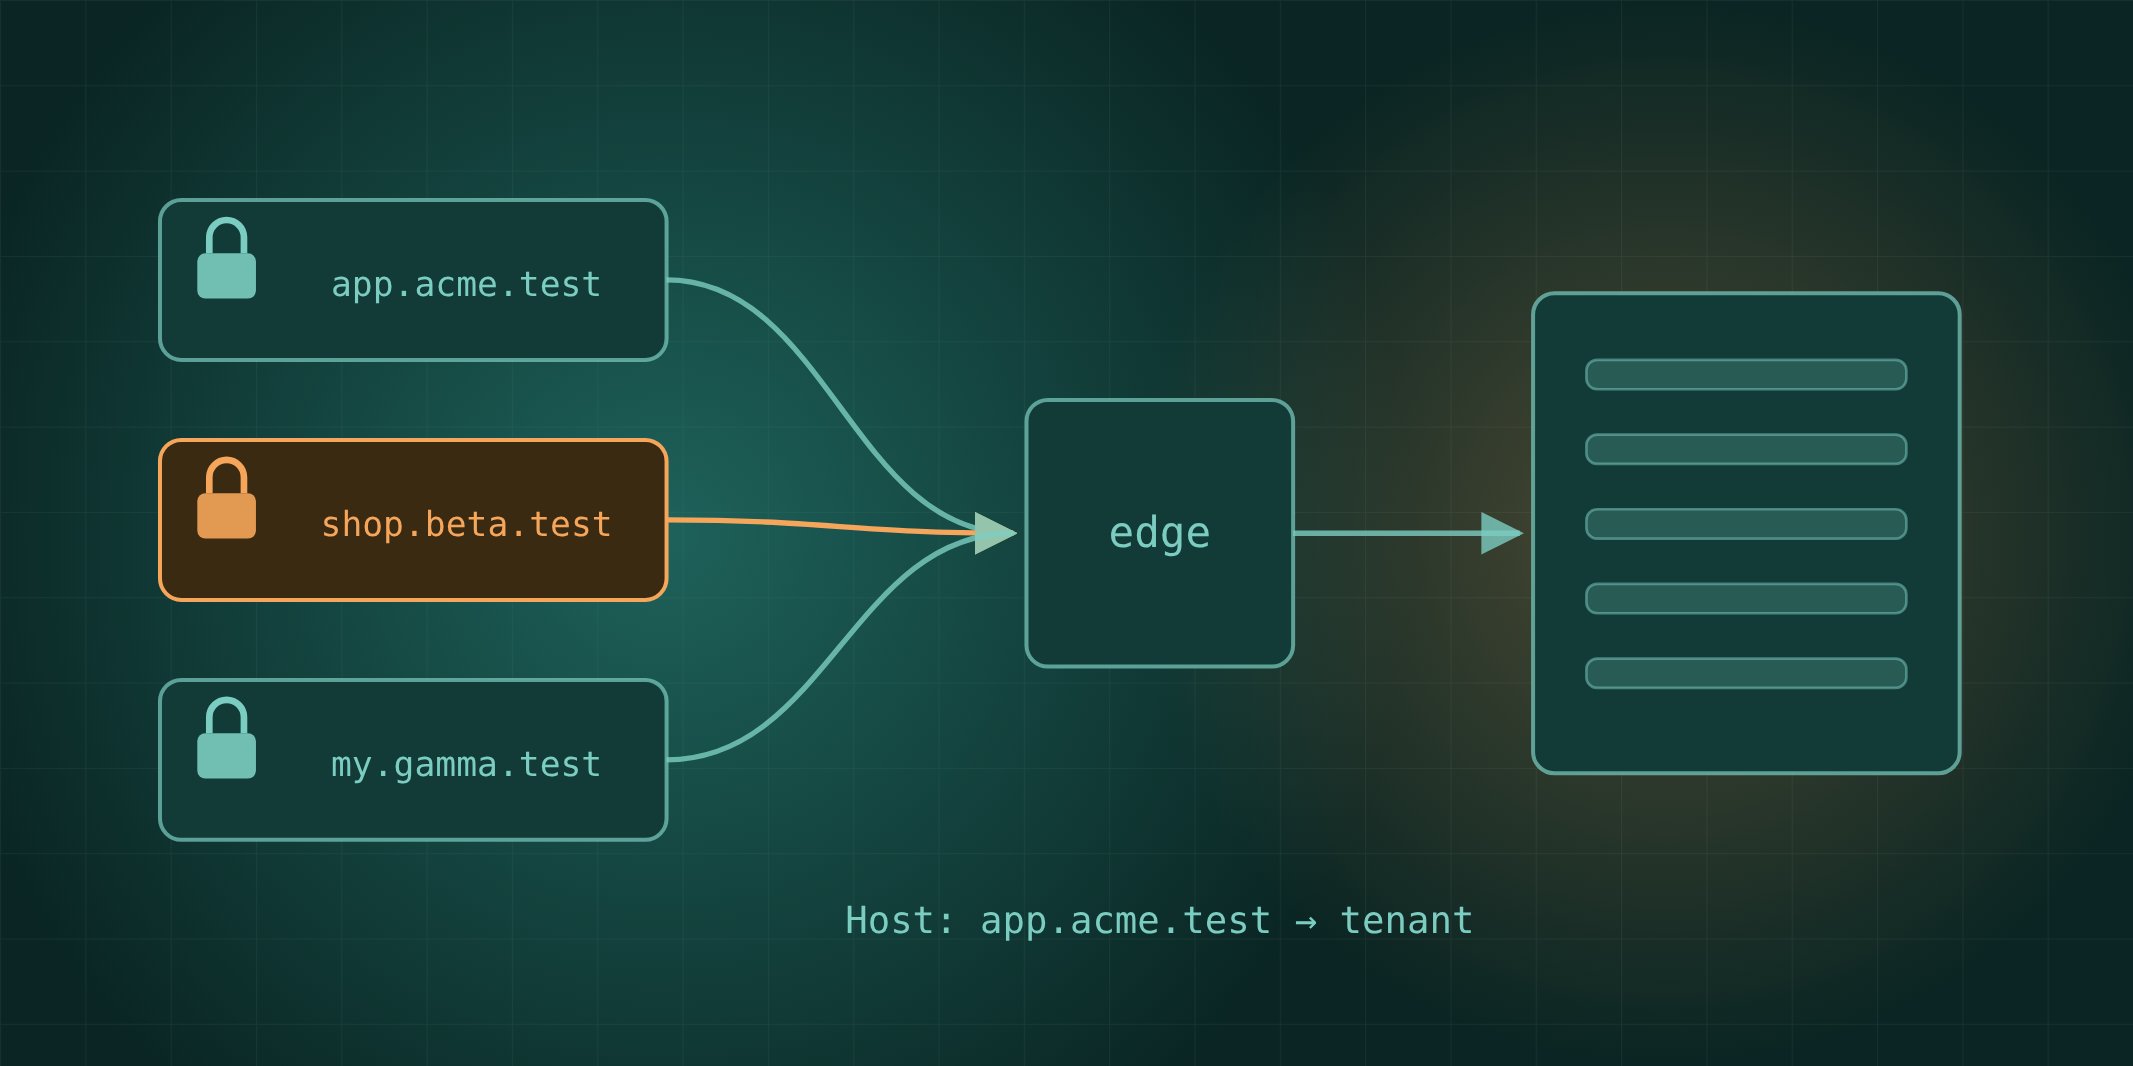 app.acme.test
shop.beta.test
my.gamma.test
edge
Host: app.acme.test → tenant